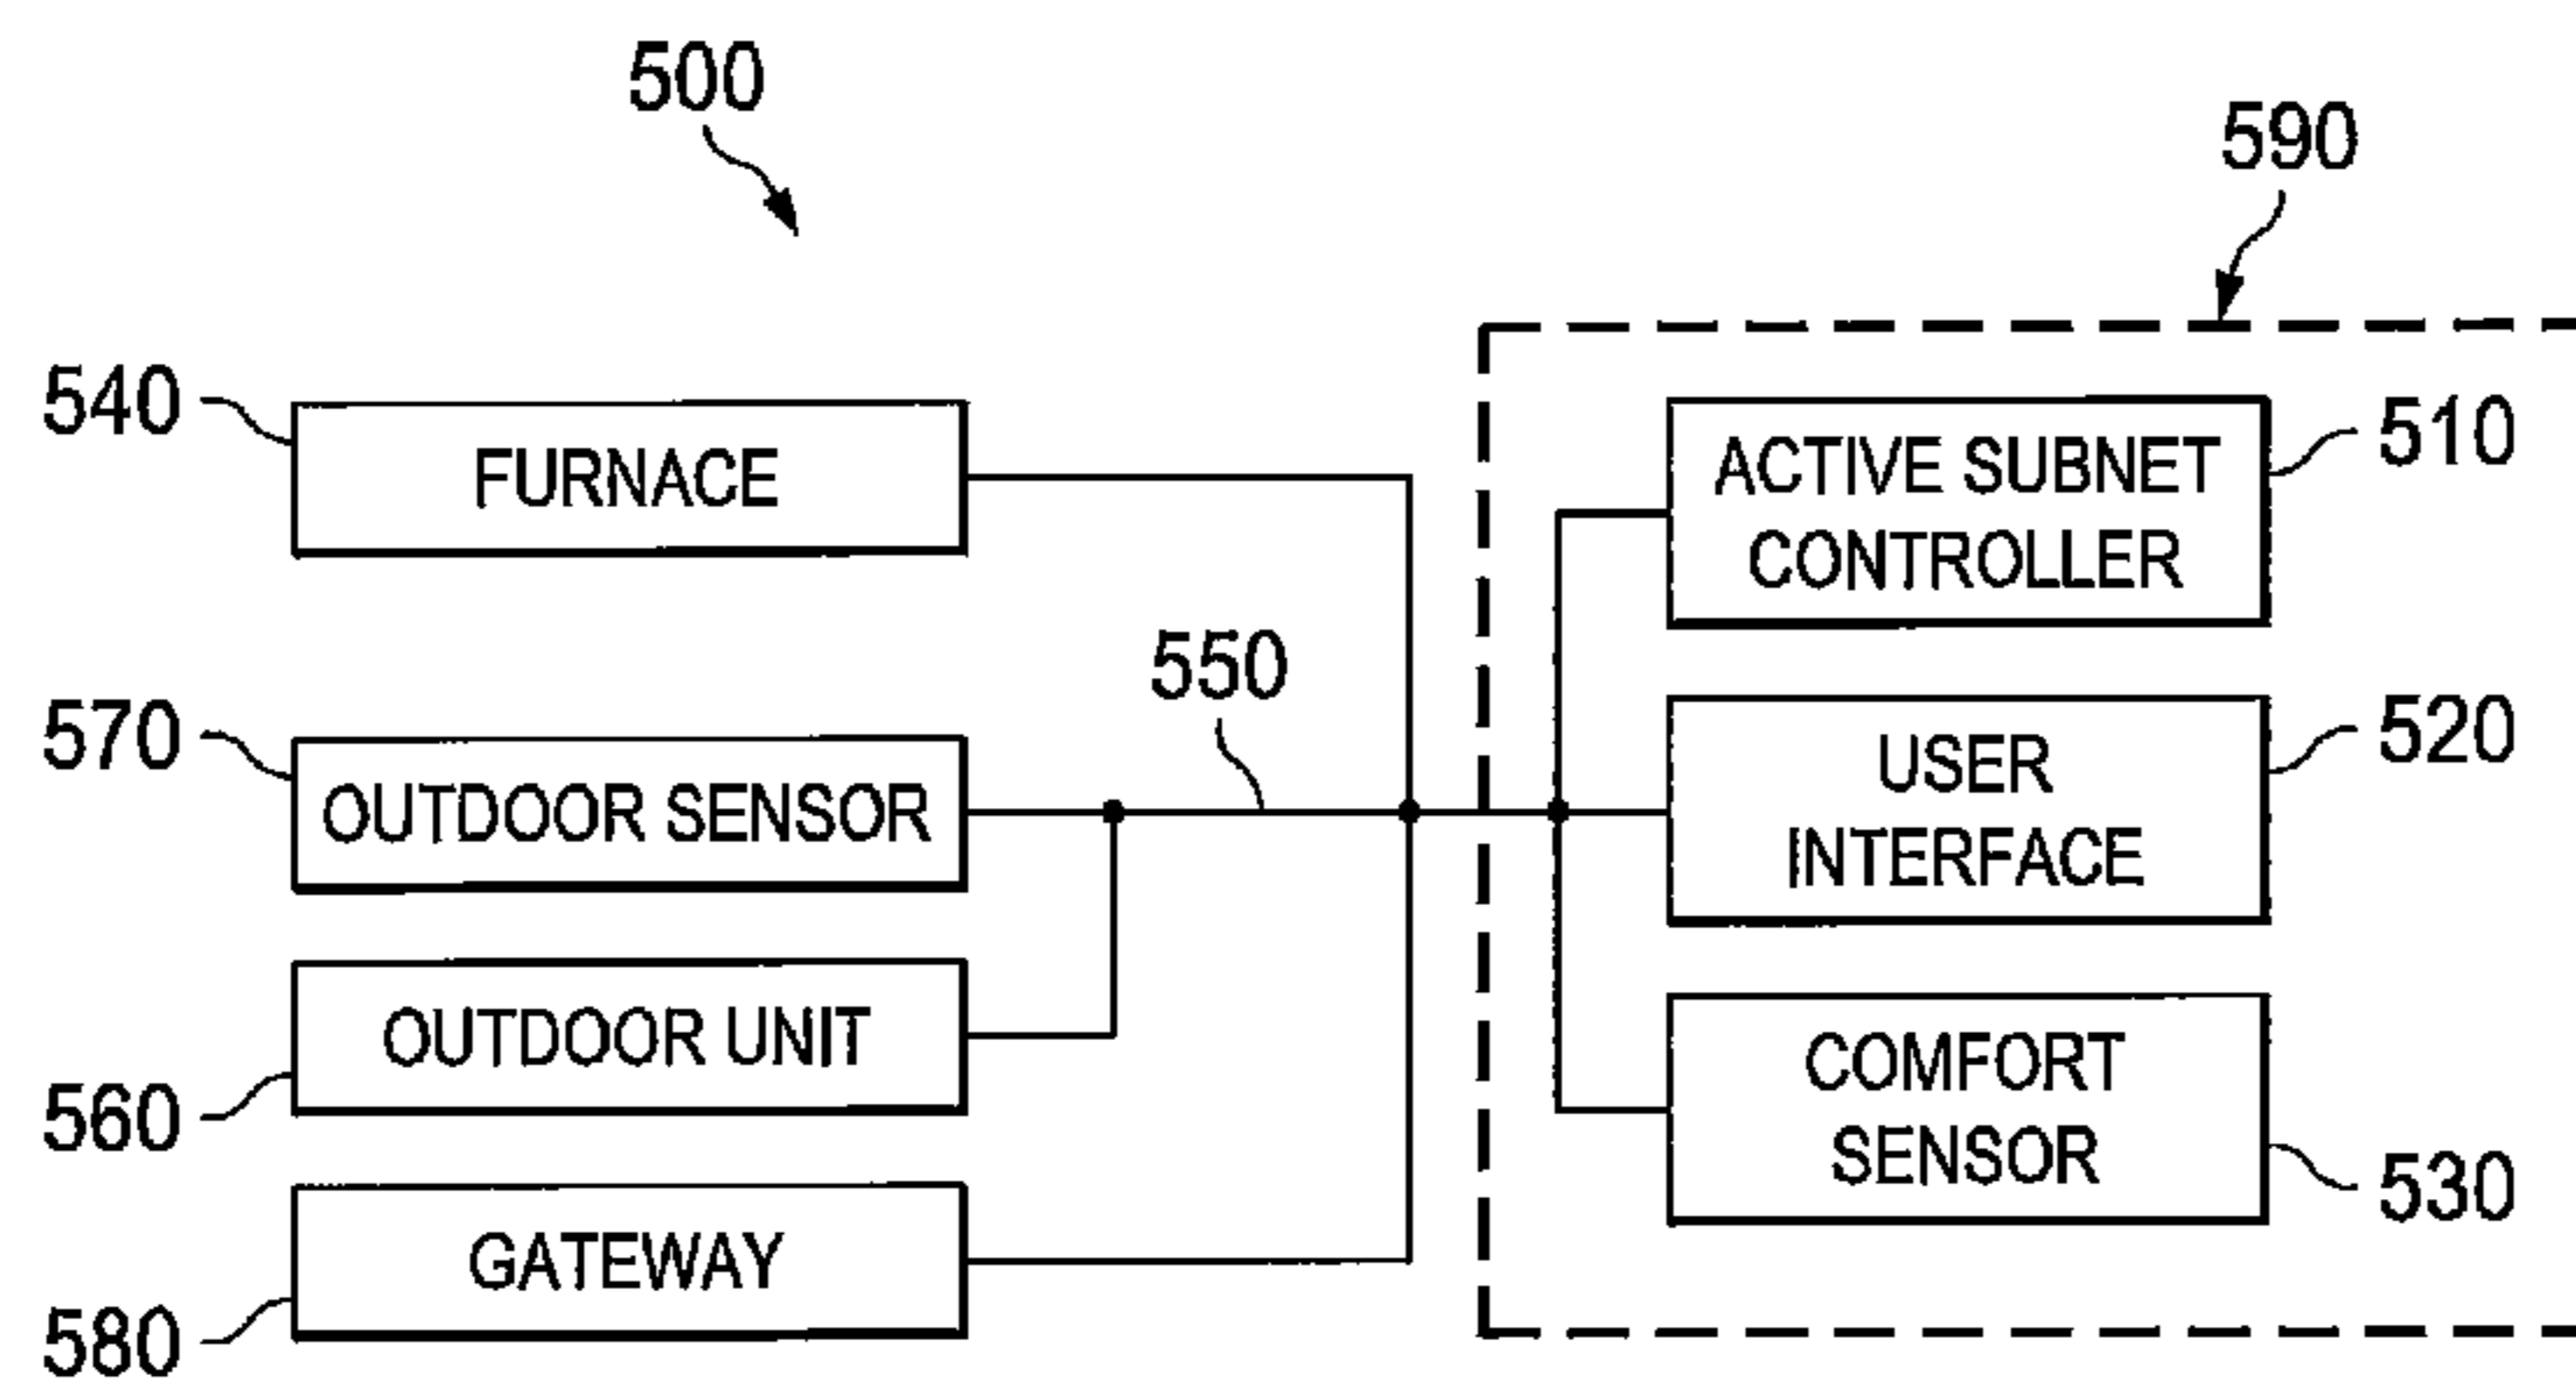 500
590
540
FURNACE
ACTIVE SUBNET
CONTROLLER
510
550
570
OUTDOOR SENSOR
USER
INTERFACE
520
OUTDOOR UNIT
560
COMFORT
SENSOR
530
GATEWAY
580